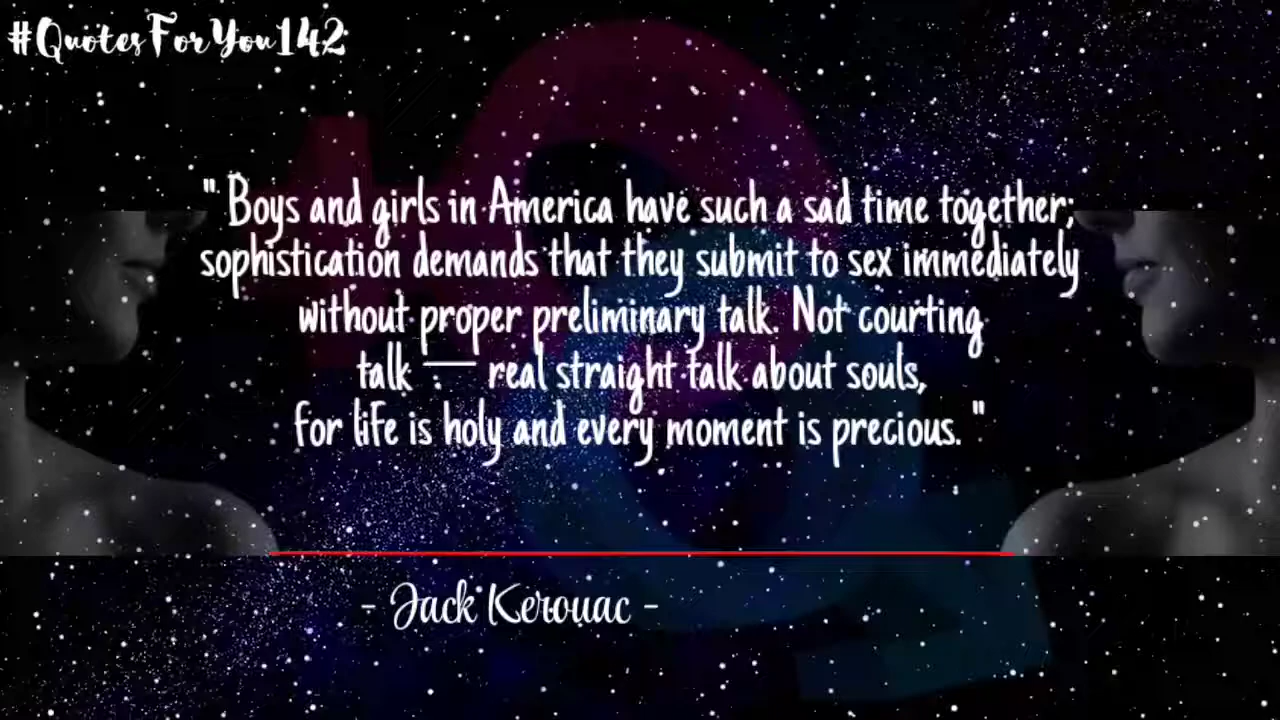 #QuotesForYou142
" Boys and girls in America have such a sad time together;
sophistication demands that they submit to sex immediately
without proper preliminary talk. Not courting
talk — real straight talk about souls,
for life is holy and every moment is precious. "
- Jack Kerouac -